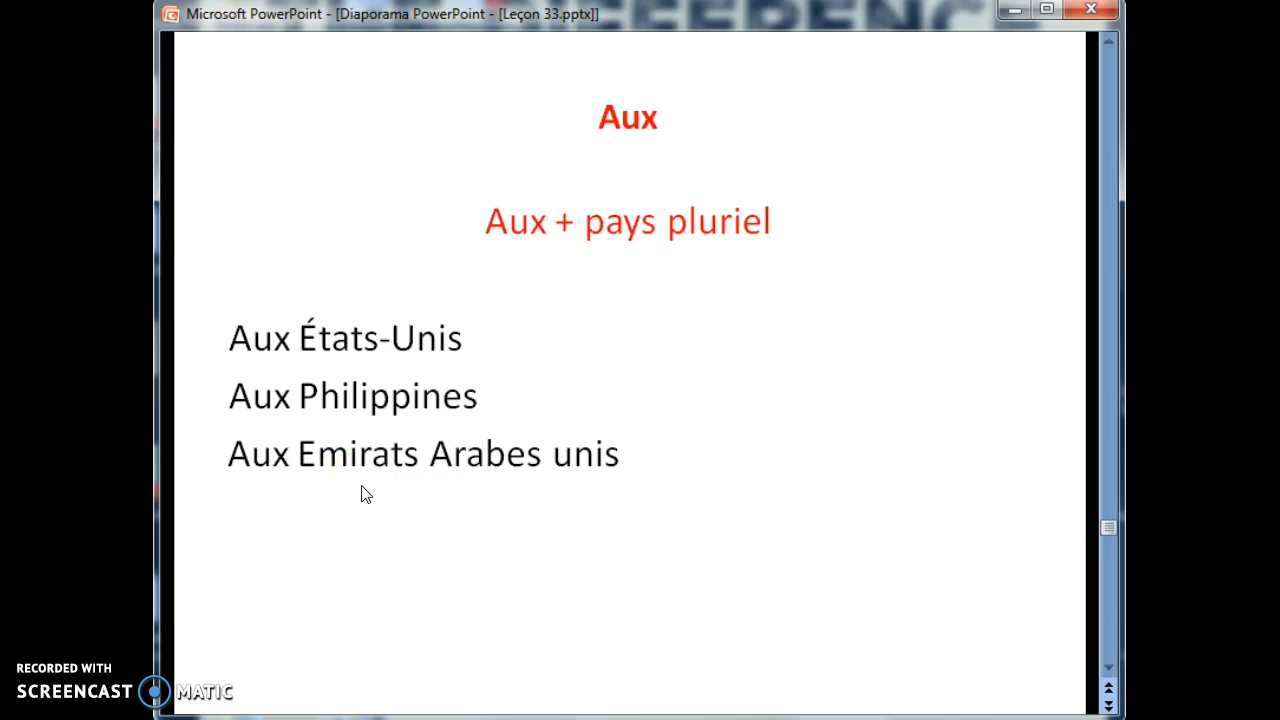 Microsoft PowerPoint - [Diaporama PowerPoint - [Leçon 33.pptx]]
Aux
Aux + pays pluriel
Aux États-Unis
Aux Philippines
Aux Emirats Arabes unis
RECORDED WITH
SCREENCAST MATIC